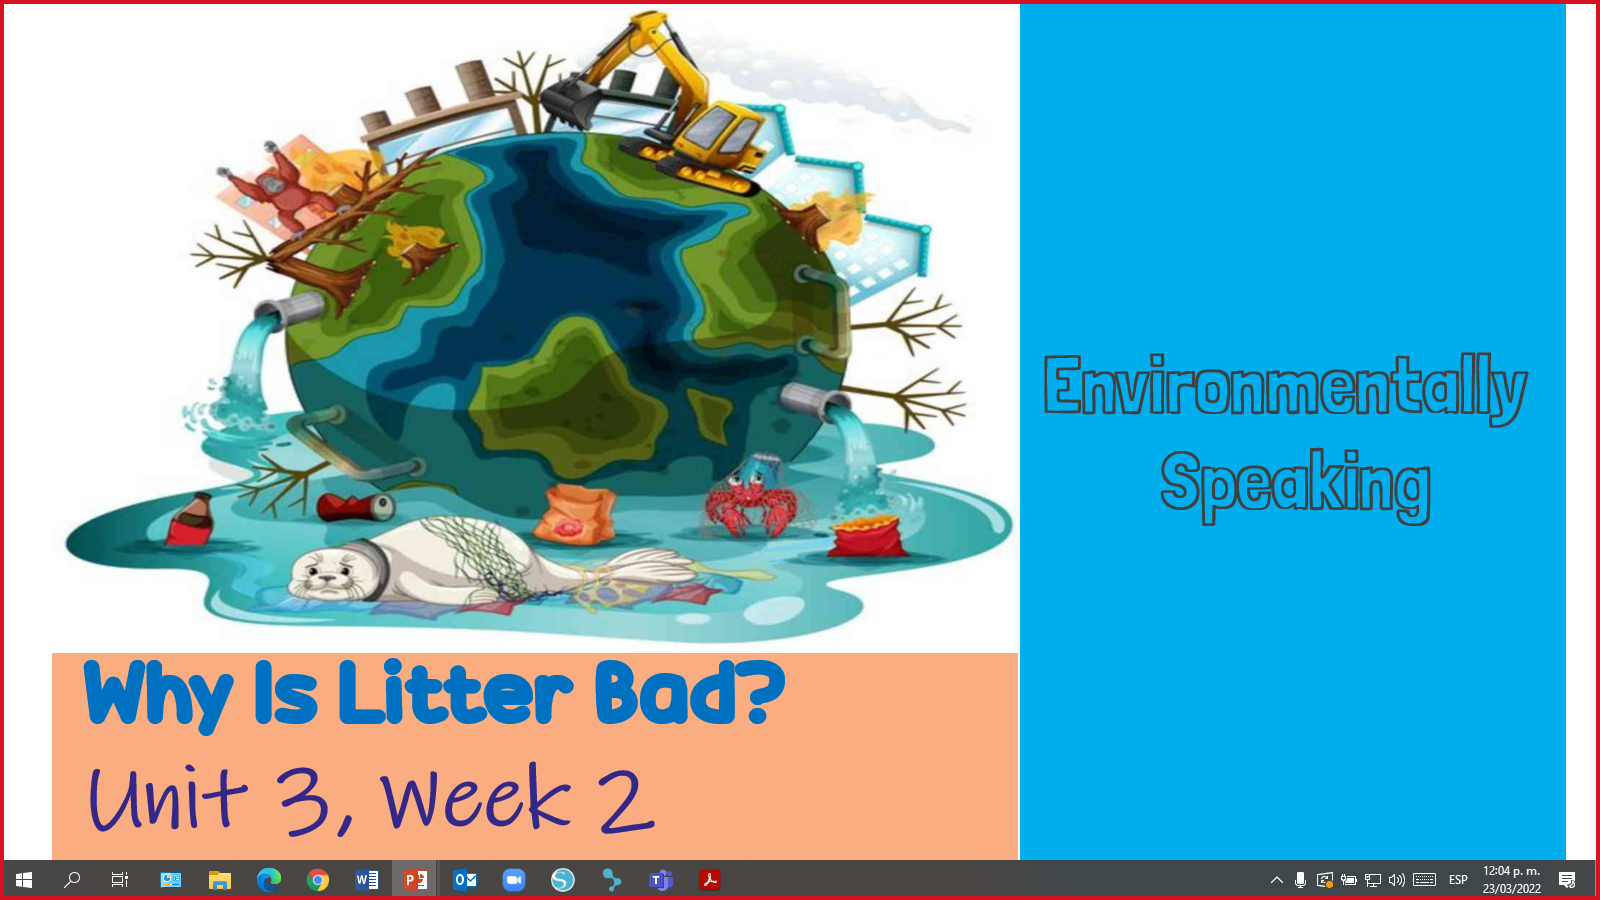 Environmentally
Speaking
Why Is Litter Bad?
Unit 3, Week 2
ESP
12:04 p. m.
23/03/2022